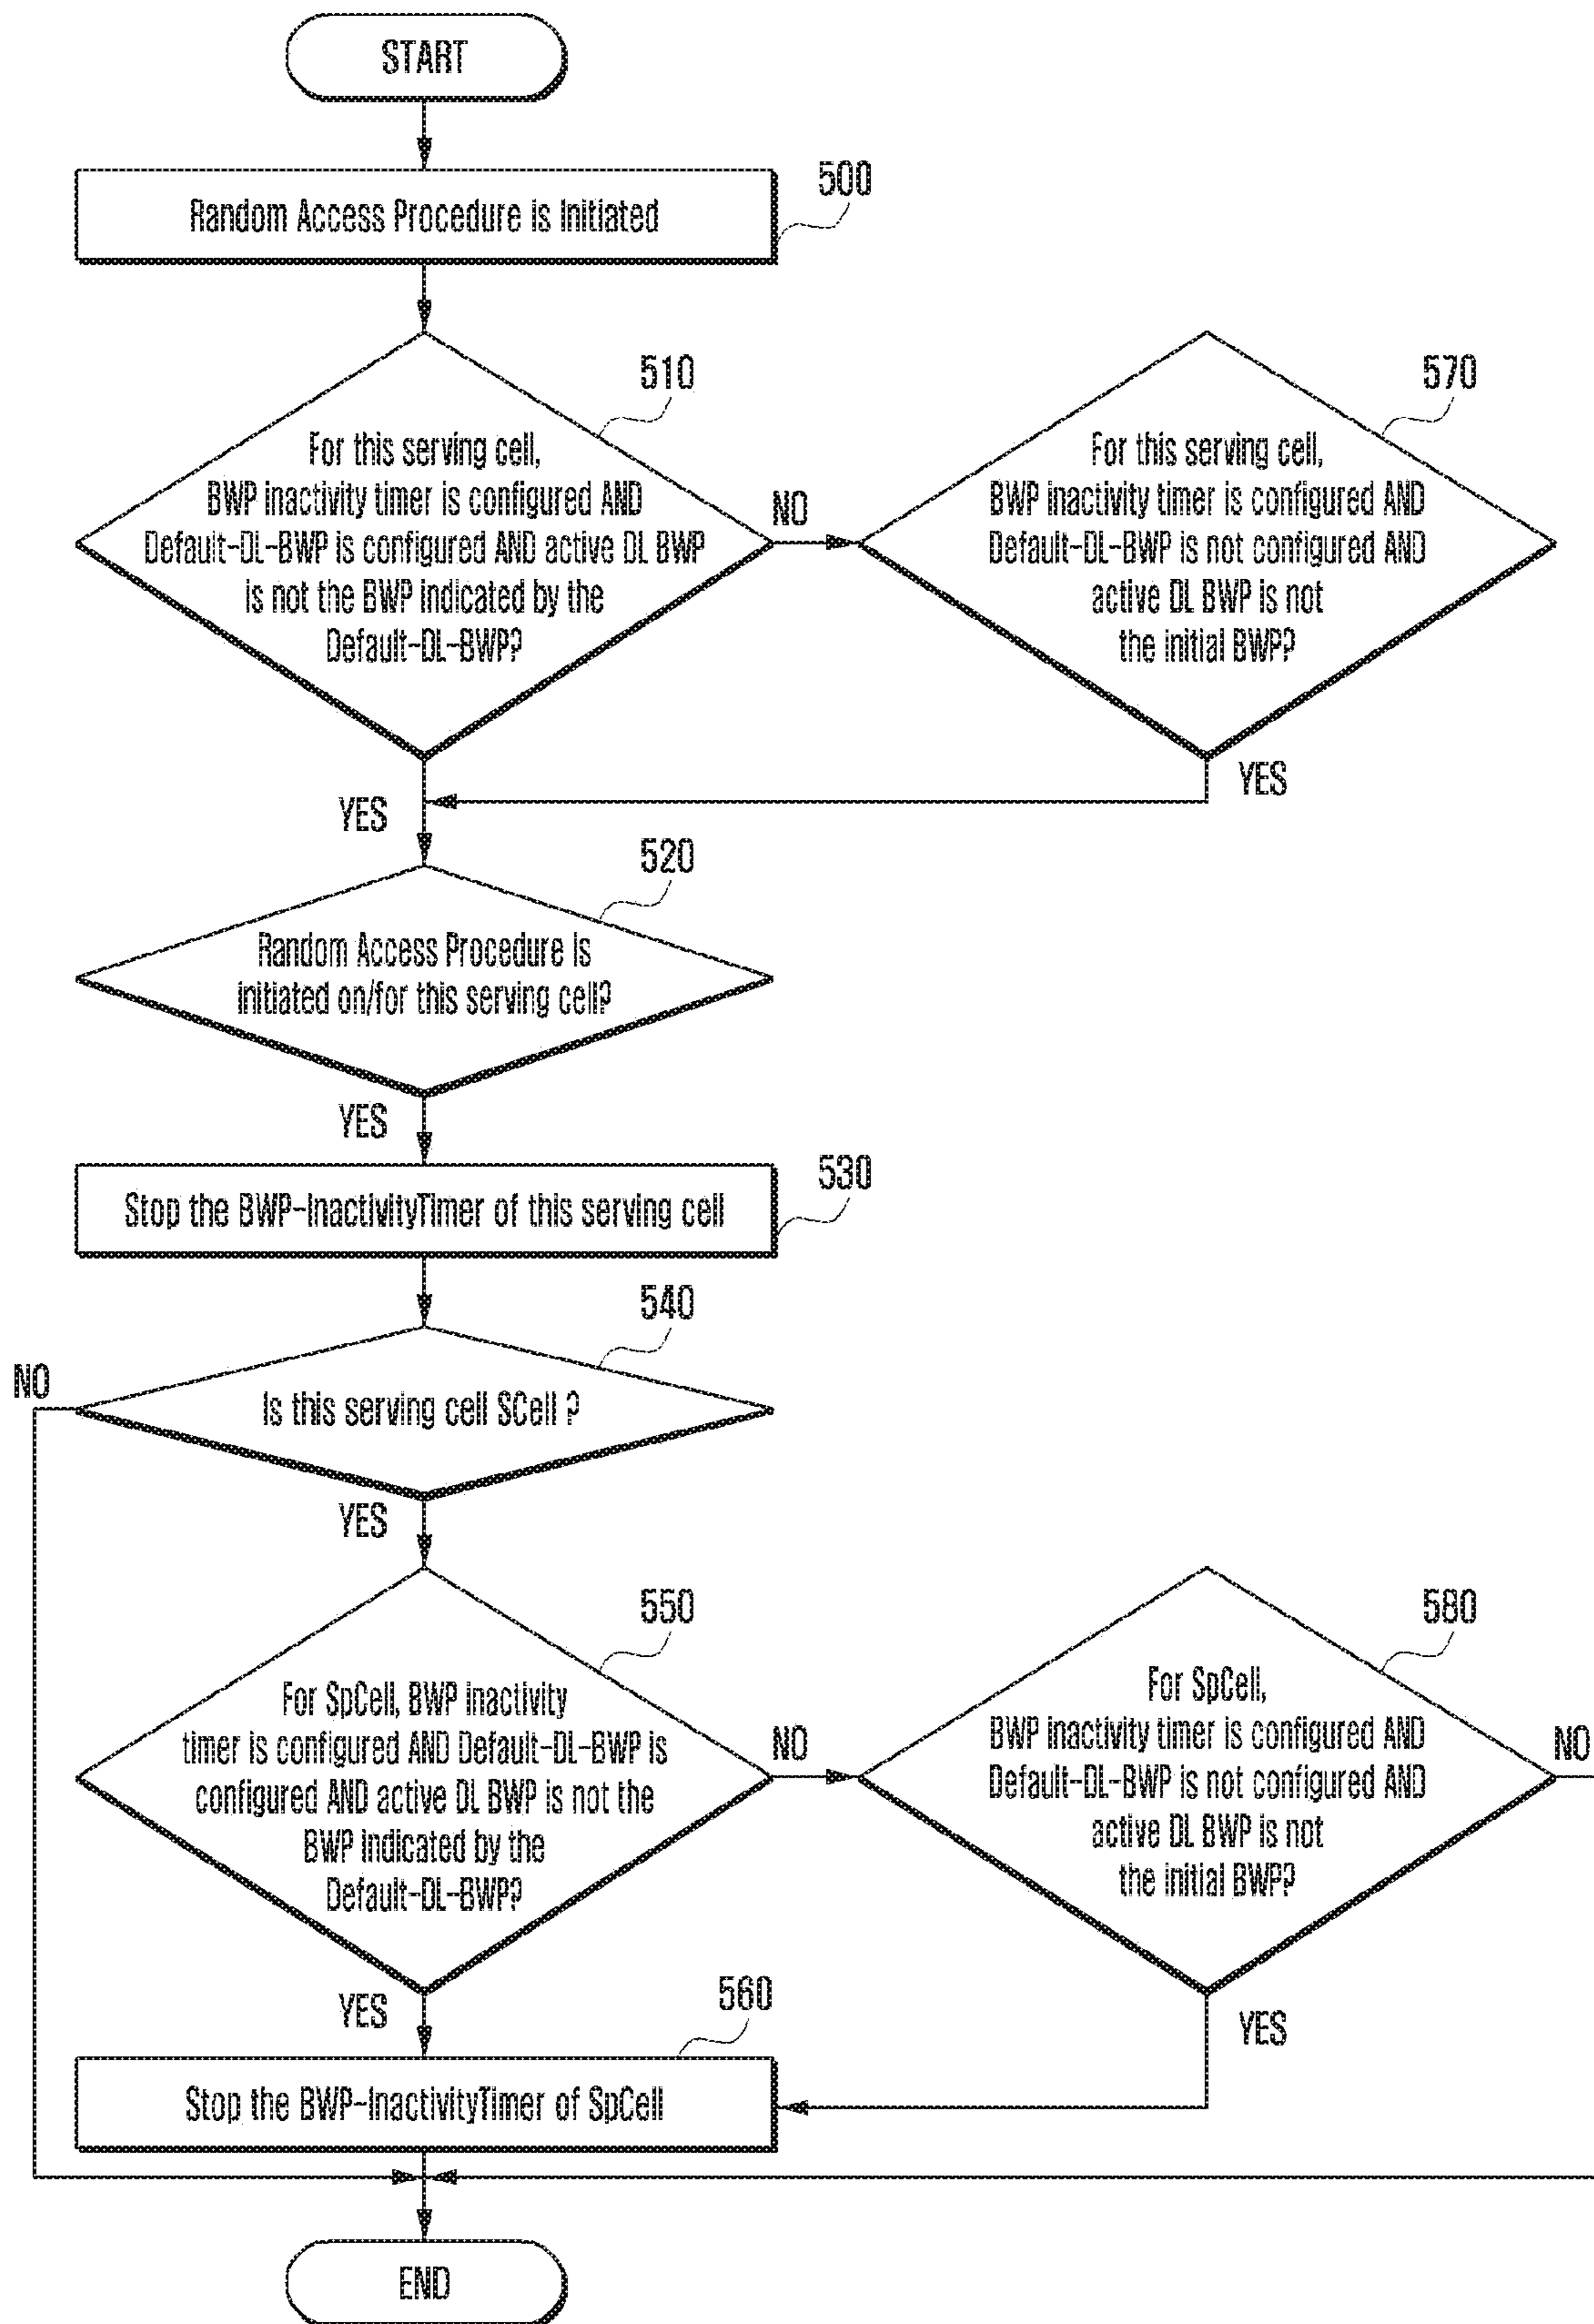 START
Random Access Procedure is Initiated
500
510
For this serving cell,
BWP inactivity timer is configured AND
Default-DL-BWP is configured AND active DL BWP
is not the BWP indicated by the
Default-DL-BWP?
NO
570
For this serving cell,
BWP inactivity timer is configured AND
Default-DL-BWP is not configured AND
active DL BWP is not
the initial BWP?
YES
YES
520
Random Access Procedure is
initiated on/for this serving cell?
YES
530
Stop the BWP-InactivityTimer of this serving cell
540
NO
Is this serving cell SCell ?
YES
550
For SpCell, BWP inactivity
timer is configured AND Default-DL-BWP is
configured AND active DL BWP is not the
BWP indicated by the
Default-DL-BWP?
NO
580
For SpCell,
BWP inactivity timer is configured AND
Default-DL-BWP is not configured AND
active DL BWP is not
the initial BWP?
NO
YES
YES
560
Stop the BWP-InactivityTimer of SpCell
END